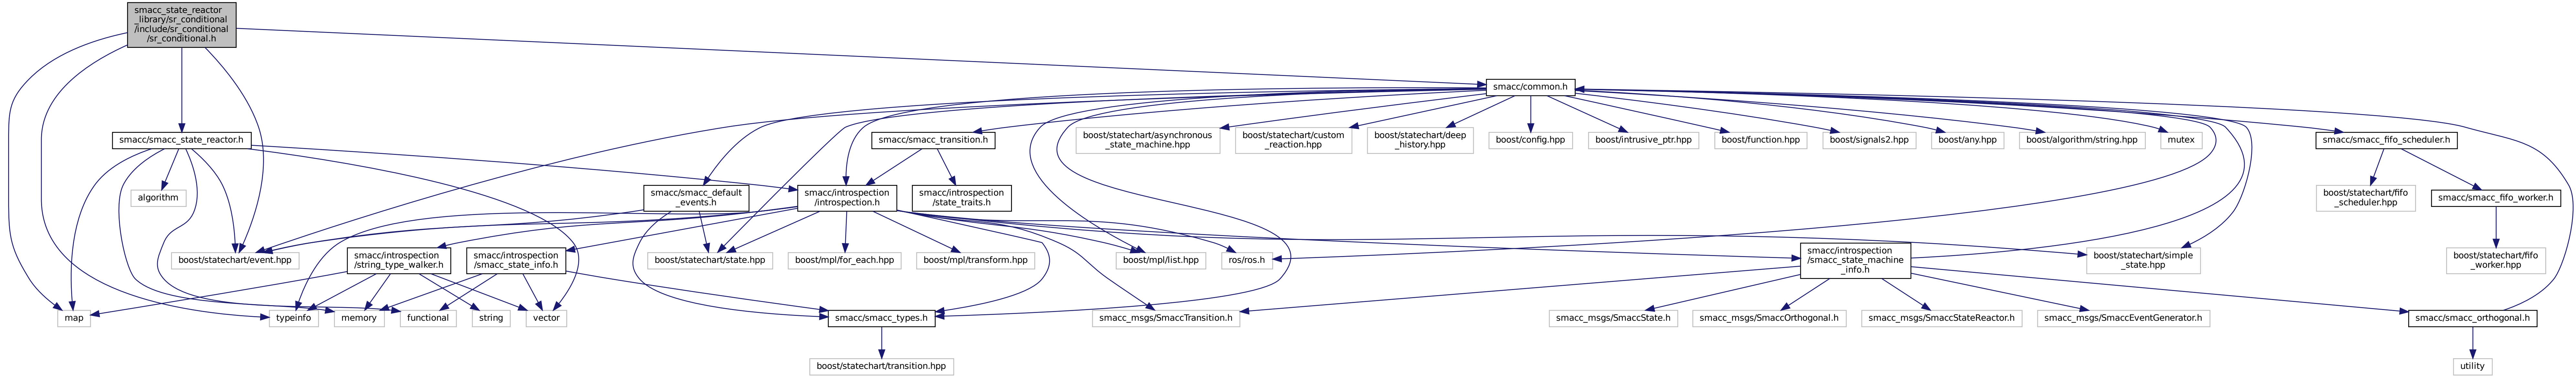 smacc_state_reactor
_library/sr_conditional
/include/sr_conditional
/sr_conditional.h
smacc/common.h
smacc/smacc_state_reactor.h
smacc/smacc_transition.h
boost/statechart/asynchronous
_state_machine.hpp
boost/statechart/custom
_reaction.hpp
boost/statechart/deep
_history.hpp
boost/config.hpp
boost/intrusive_ptr.hpp
boost/function.hpp
boost/signals2.hpp
boost/any.hpp
boost/algorithm/string.hpp
mutex
smacc/smacc_fifo_scheduler.h
algorithm
smacc/smacc_default
_events.h
smacc/introspection
/introspection.h
smacc/introspection
/state_traits.h
boost/statechart/fifo
_scheduler.hpp
smacc/smacc_fifo_worker.h
boost/statechart/event.hpp
smacc/introspection
/string_type_walker.h
smacc/introspection
/smacc_state_info.h
boost/statechart/state.hpp
boost/mpl/for_each.hpp
boost/mpl/transform.hpp
boost/mpl/list.hpp
ros/ros.h
smacc/introspection
/smacc_state_machine
_info.h
boost/statechart/simple
_state.hpp
boost/statechart/fifo
_worker.hpp
map
typeinfo
memory
functional
string
vector
smacc/smacc_types.h
smacc_msgs/SmaccTransition.h
smacc_msgs/SmaccState.h
smacc_msgs/SmaccOrthogonal.h
smacc_msgs/SmaccStateReactor.h
smacc_msgs/SmaccEventGenerator.h
smacc/smacc_orthogonal.h
boost/statechart/transition.hpp
utility